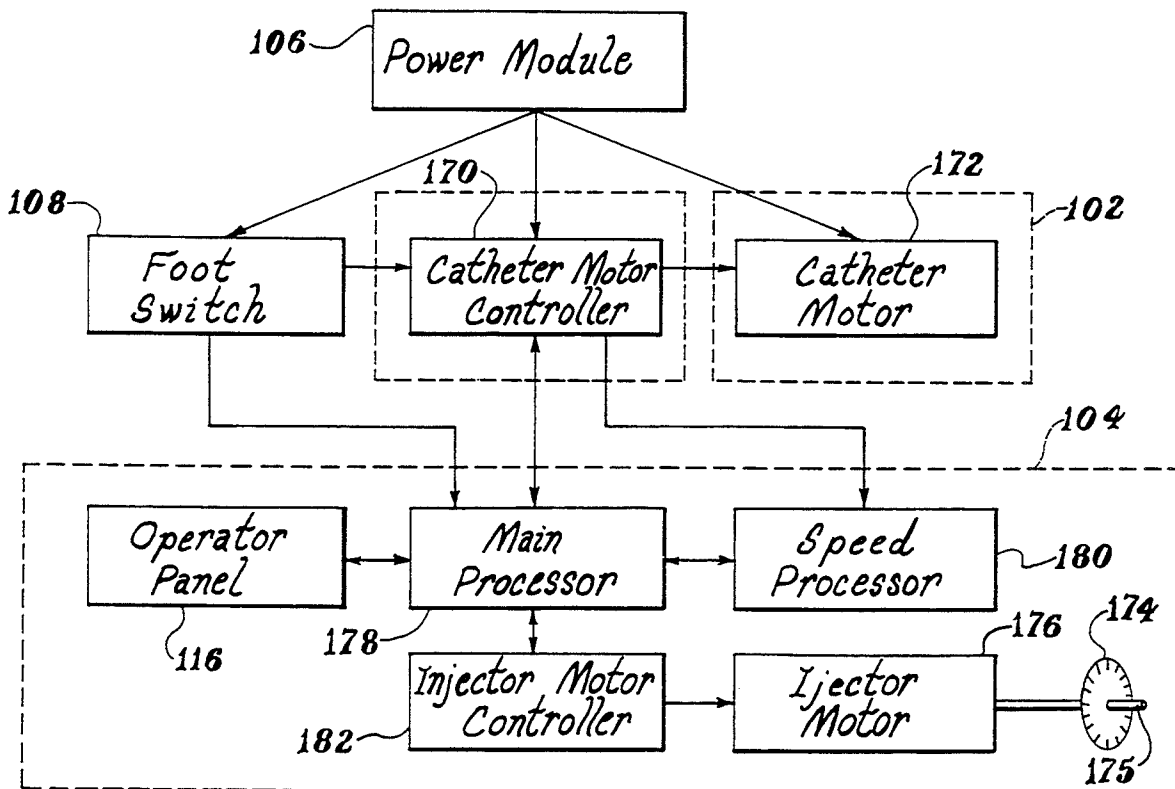 106
Power Module
170
172
108
102
Foot
Switch
Catheter Motor
Controller
Catheter
Motor
104
Operator
Panel
Main
Processor
Speed
Processor
180
116
178
176
174
Injector Motor
Controller
Ijector
Motor
182
175